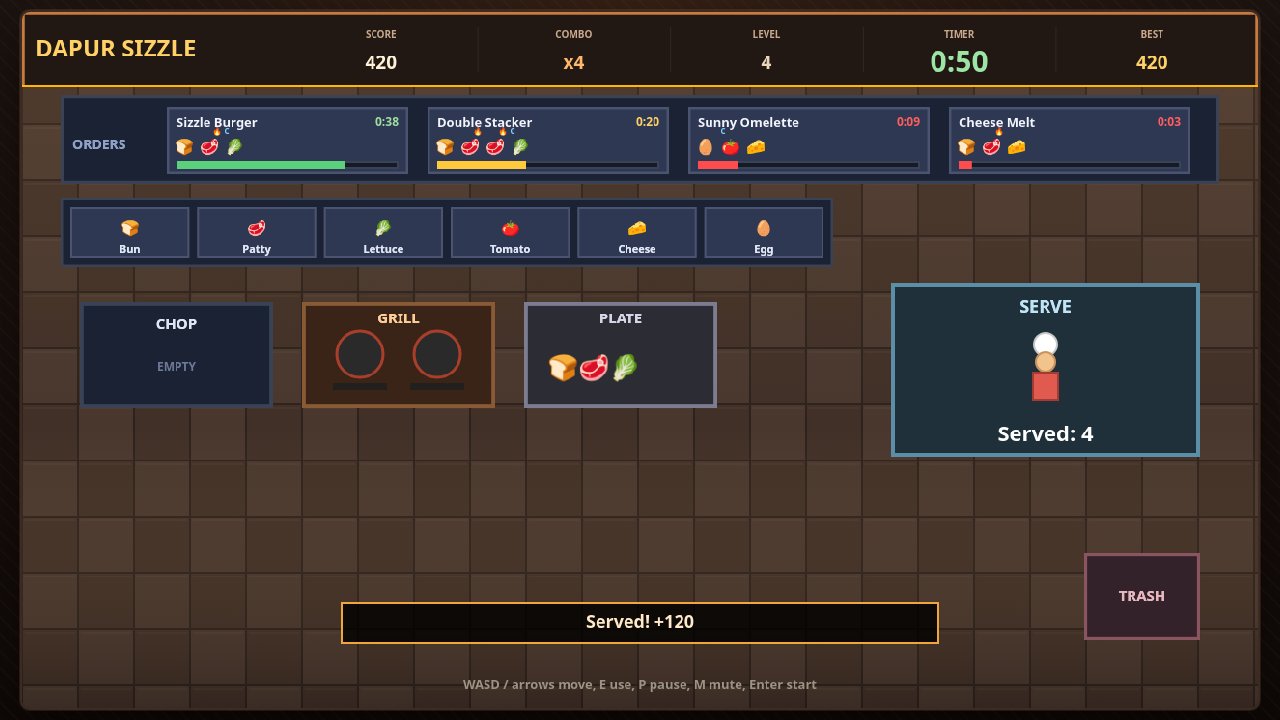 DAPUR SIZZLE
SCORE
420
COMBO
x4
LEVEL
4
TIMER
0:50
BEST
420
ORDERS
Sizzle Burger 0:38
C
Double Stacker 0:20
C
Sunny Omelette 0:09
C
Cheese Melt 0:03
Bun
Patty
Lettuce
Tomato
Cheese
Egg
CHOP
EMPTY
GRILL
PLATE
SERVE
Served: 4
TRASH
Served! +120
WASD / arrows move, E use, P pause, M mute, Enter start